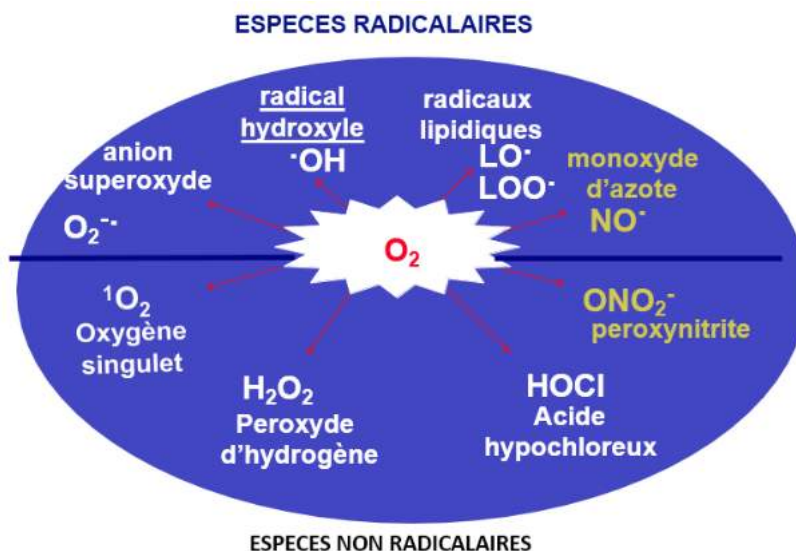 ESPECES RADICALAIRES
anion
superoxyde
O₂⁻·
radical
hydroxyle
·OH
radicaux
lipidiques
LO·
LOO·
monoxyde
d'azote
NO·
O₂
¹O₂
Oxygène
singulet
H₂O₂
Peroxyde
d'hydrogène
HOCl
Acide
hypochloreux
ONO₂⁻
peroxynitrite
ESPECES NON RADICALAIRES